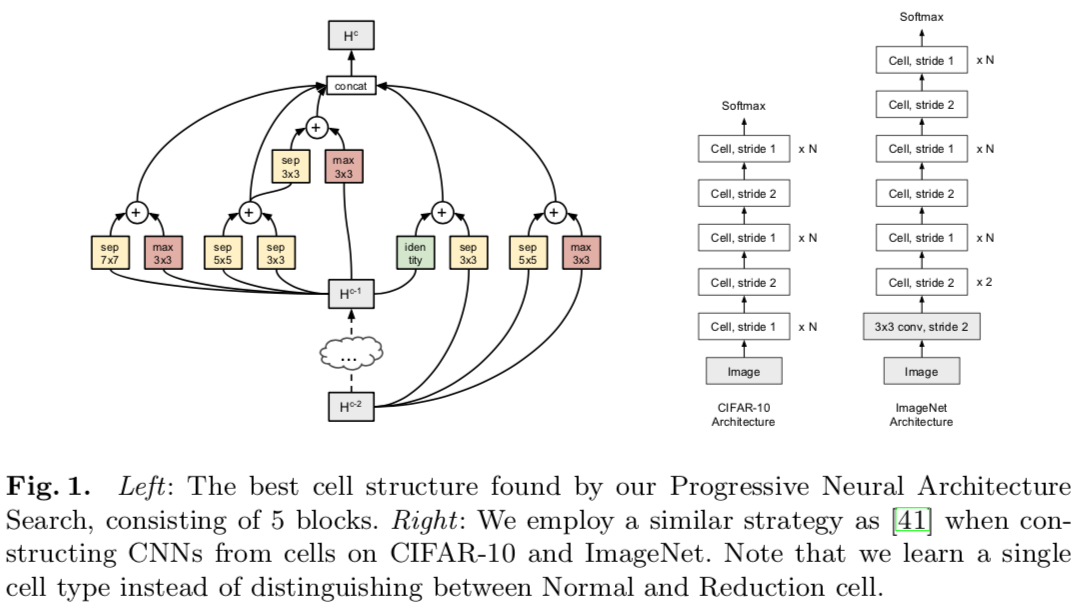 H^c
concat
+
sep
3x3
max
3x3
+
+
+
+
sep
7x7
max
3x3
sep
5x5
sep
3x3
iden
tity
sep
3x3
sep
5x5
max
3x3
H^c-1
...
H^c-2
Softmax
Cell, stride 1 x N
Cell, stride 2
Cell, stride 1 x N
Cell, stride 2
Cell, stride 1 x N
Image
CIFAR-10
Architecture
Softmax
Cell, stride 1 x N
Cell, stride 2
Cell, stride 1 x N
Cell, stride 2
Cell, stride 1 x N
Cell, stride 2 x 2
3x3 conv, stride 2
Image
ImageNet
Architecture
Fig. 1. Left: The best cell structure found by our Progressive Neural Architecture
Search, consisting of 5 blocks. Right: We employ a similar strategy as [41] when con-
structing CNNs from cells on CIFAR-10 and ImageNet. Note that we learn a single
cell type instead of distinguishing between Normal and Reduction cell.